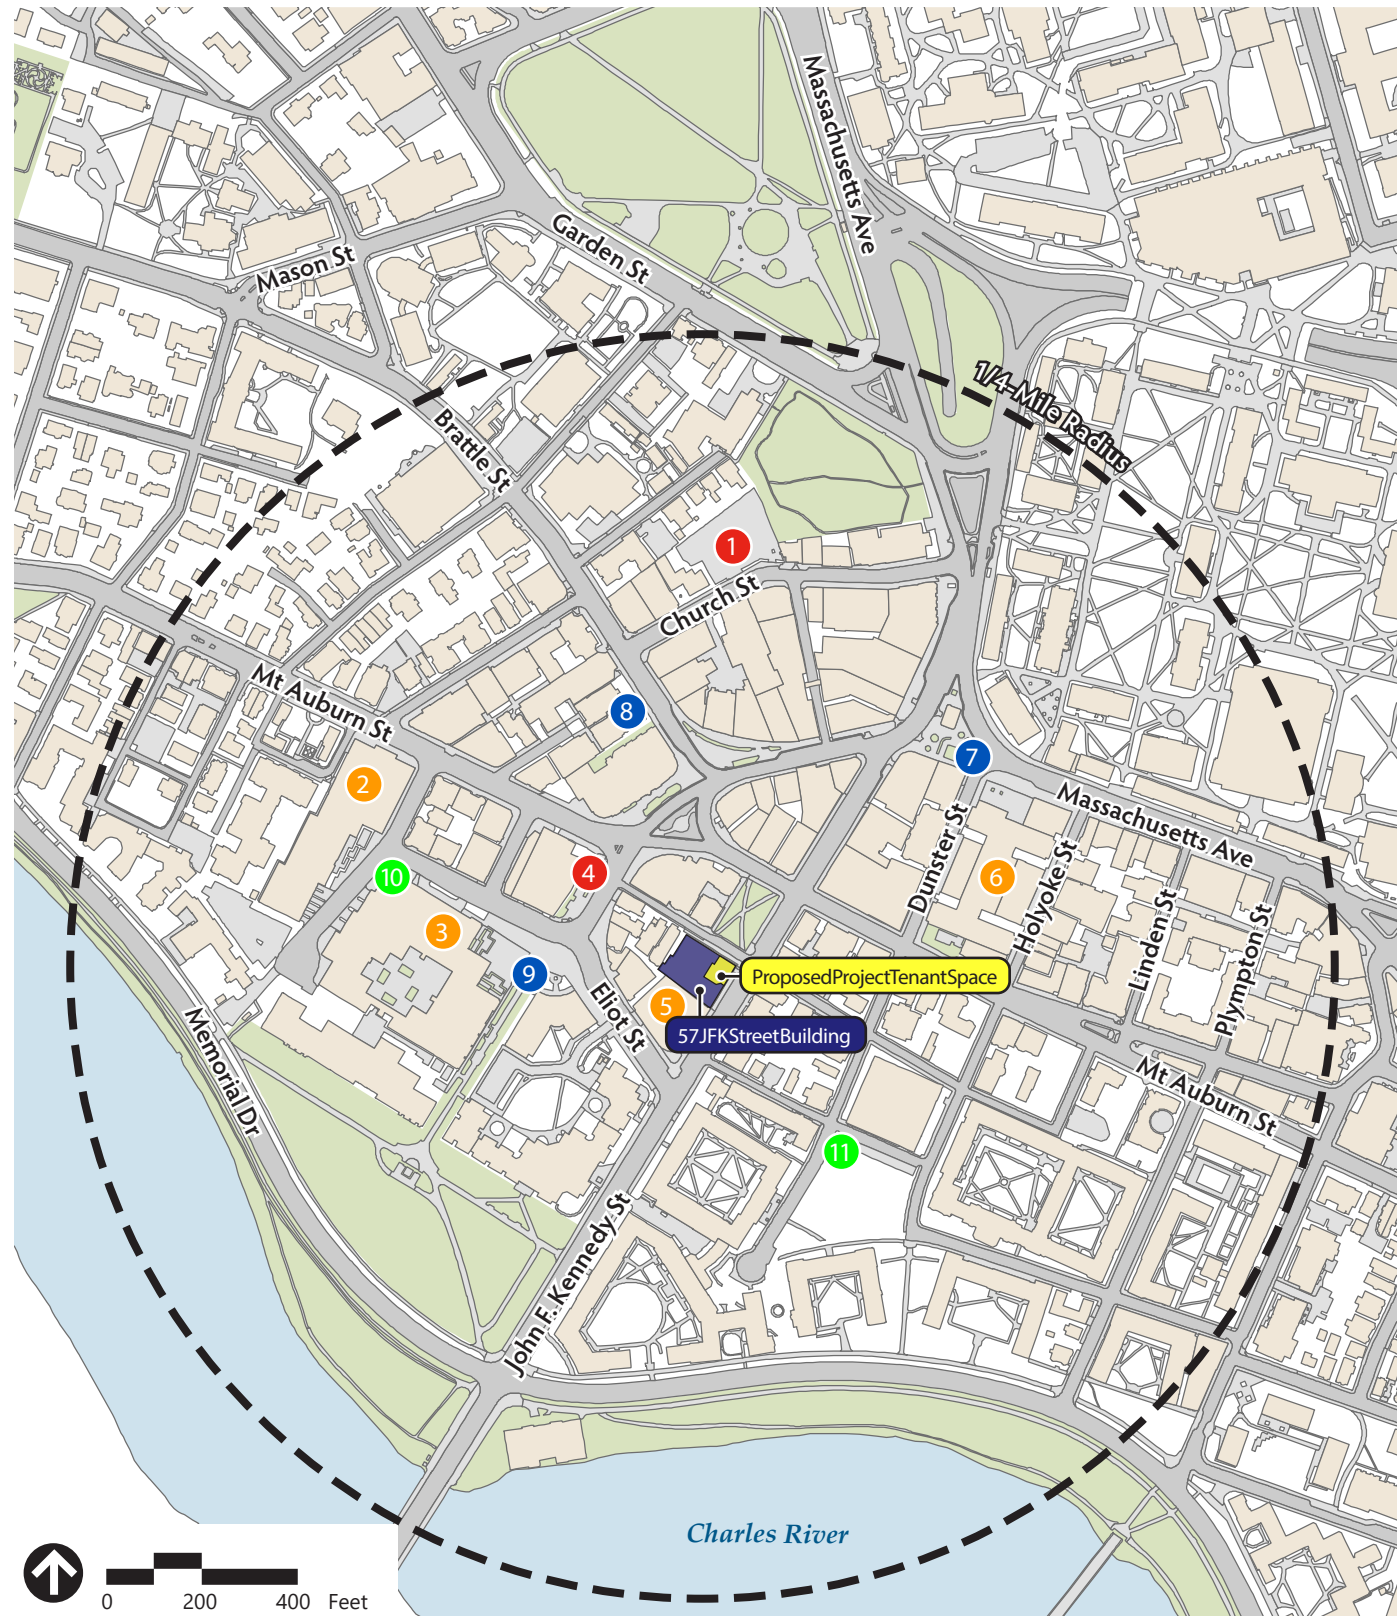 Massachusetts Ave
Garden St
Mason St
1/4-Mile Radius
Brattle St
1
Church St
Mt Auburn St
8
7
2
Massachusetts Ave
Dunster St
4
10
6
Holyoke St
3
Linden St
Plympton St
9
ProposedProjectTenantSpace
5
Eliot St
57JFKStreetBuilding
Memorial Dr
Mt Auburn St
11
John F. Kennedy St
Charles River
0 200 400 Feet